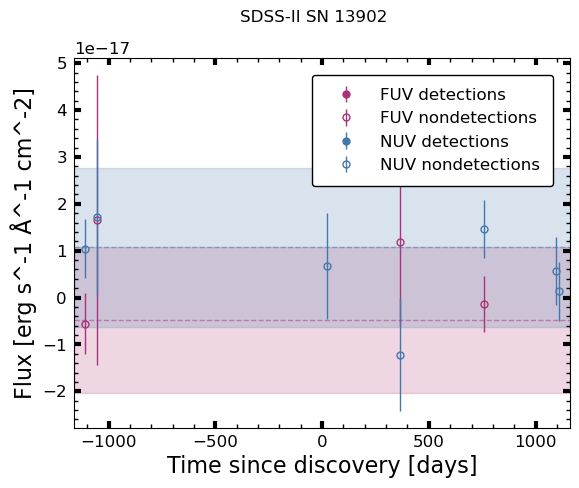 SDSS-II SN 13902
1e−17
FUV detections
FUV nondetections
NUV detections
NUV nondetections
5
4
3
2
1
0
−1
−2
Flux [erg s^-1 Å^-1 cm^-2]
−1000
−500
0
500
1000
Time since discovery [days]